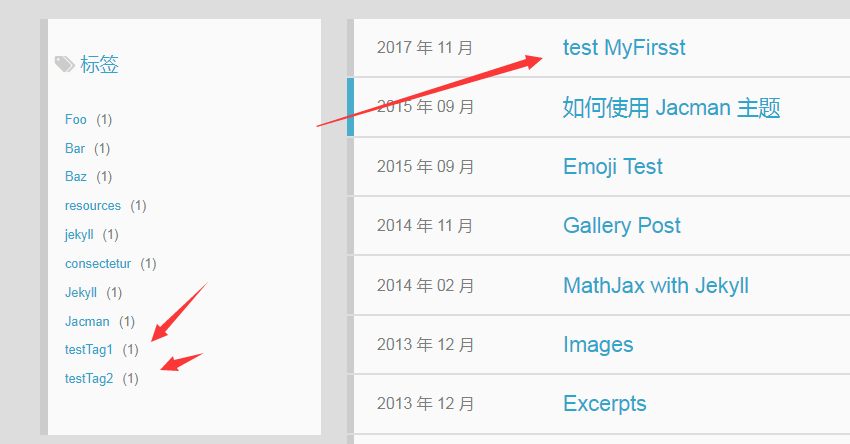 标签
Foo (1)
Bar (1)
Baz (1)
resources (1)
jekyll (1)
consectetur (1)
Jekyll (1)
Jacman (1)
testTag1 (1)
testTag2 (1)
2017 年 11 月 test MyFirsst
2015 年 09 月 如何使用 Jacman 主题
2015 年 09 月 Emoji Test
2014 年 11 月 Gallery Post
2014 年 02 月 MathJax with Jekyll
2013 年 12 月 Images
2013 年 12 月 Excerpts